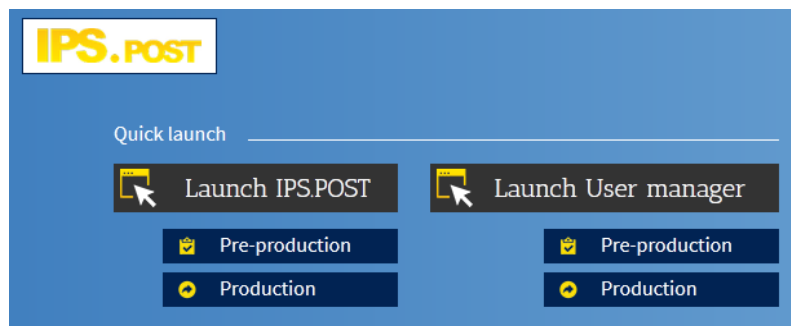 IPS.POST
Quick launch
Launch IPS.POST
Launch User manager
Pre-production
Pre-production
Production
Production